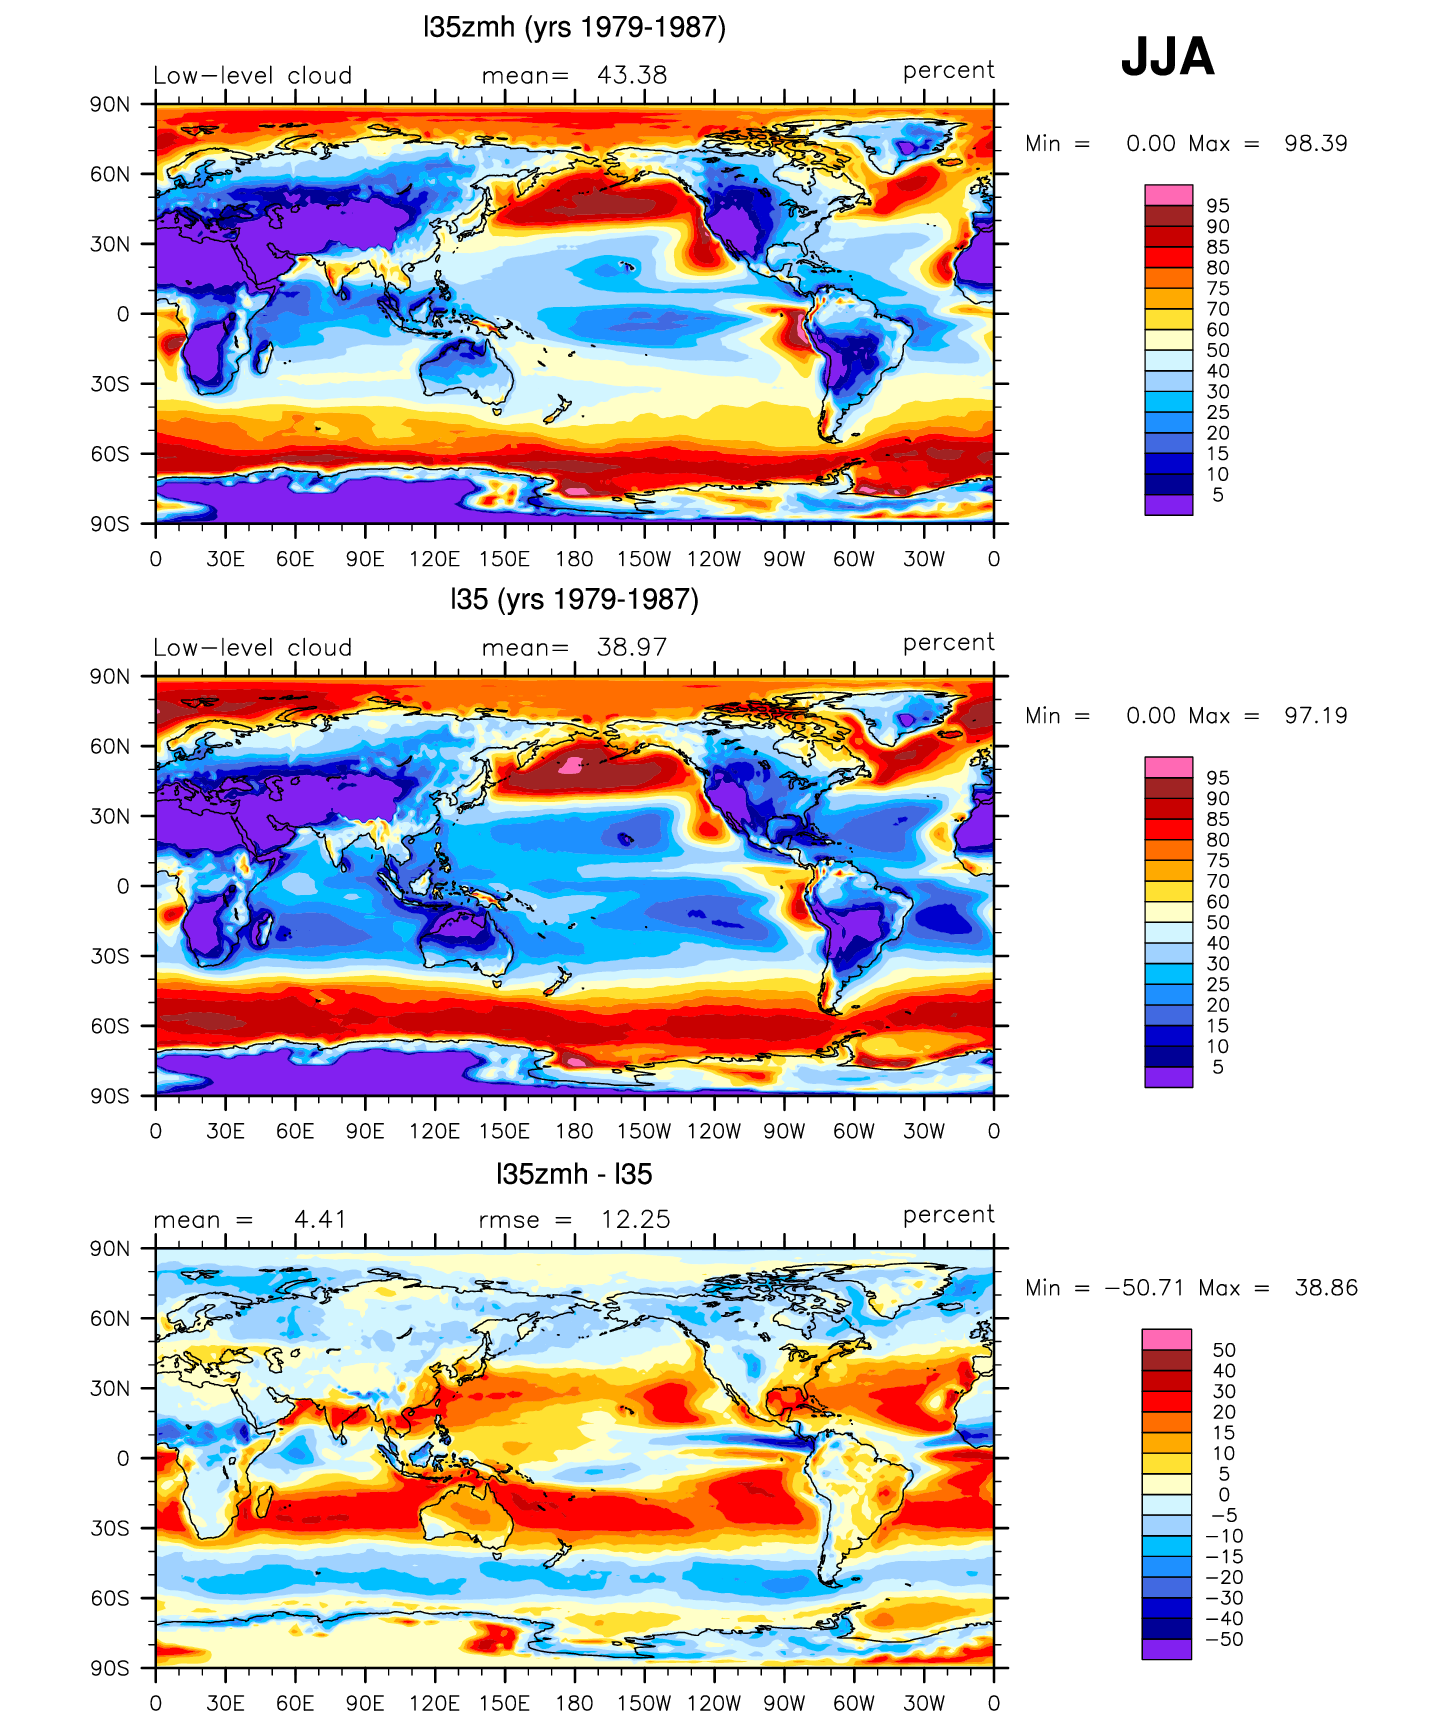 l35zmh (yrs 1979-1987)
JJA
Low-level cloud mean= 43.38 percent
Min = 0.00 Max = 98.39
90N
60N
30N
0
30S
60S
90S
0 30E 60E 90E 120E 150E 180 150W 120W 90W 60W 30W 0
95
90
85
80
75
70
60
50
40
30
25
20
15
10
5
l35 (yrs 1979-1987)
Low-level cloud mean= 38.97 percent
Min = 0.00 Max = 97.19
90N
60N
30N
0
30S
60S
90S
0 30E 60E 90E 120E 150E 180 150W 120W 90W 60W 30W 0
95
90
85
80
75
70
60
50
40
30
25
20
15
10
5
l35zmh - l35
mean = 4.41 rmse = 12.25 percent
Min = -50.71 Max = 38.86
90N
60N
30N
0
30S
60S
90S
0 30E 60E 90E 120E 150E 180 150W 120W 90W 60W 30W 0
50
40
30
20
15
10
5
0
-5
-10
-15
-20
-30
-40
-50